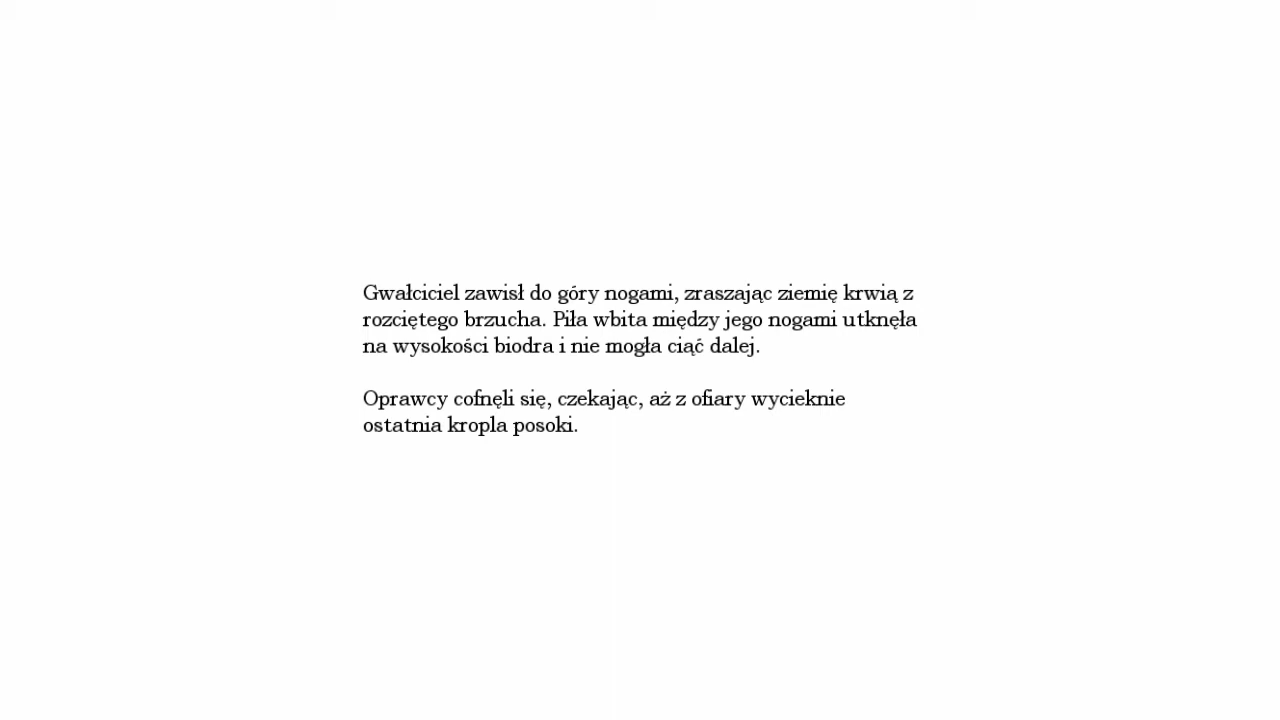 Gwałciciel zawisł do góry nogami, zraszając ziemię krwią z
rozciętego brzucha. Piła wbita między jego nogami utknęła
na wysokości biodra i nie mogła ciąć dalej.
Oprawcy cofnęli się, czekając, aż z ofiary wycieknie
ostatnia kropla posoki.